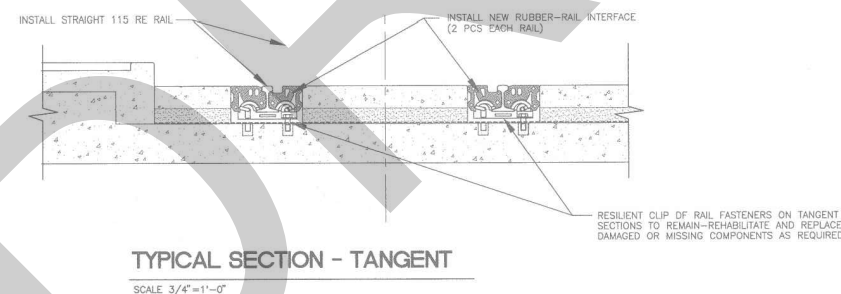 INSTALL STRAIGHT 115 RE RAIL
INSTALL NEW RUBBER-RAIL INTERFACE
(2 PCS EACH RAIL)
RESILIENT CLIP DF RAIL FASTENERS ON TANGENT
SECTIONS TO REMAIN-REHABILITATE AND REPLACE
DAMAGED OR MISSING COMPONENTS AS REQUIRED
TYPICAL SECTION - TANGENT
SCALE 3/4"=1'-0"